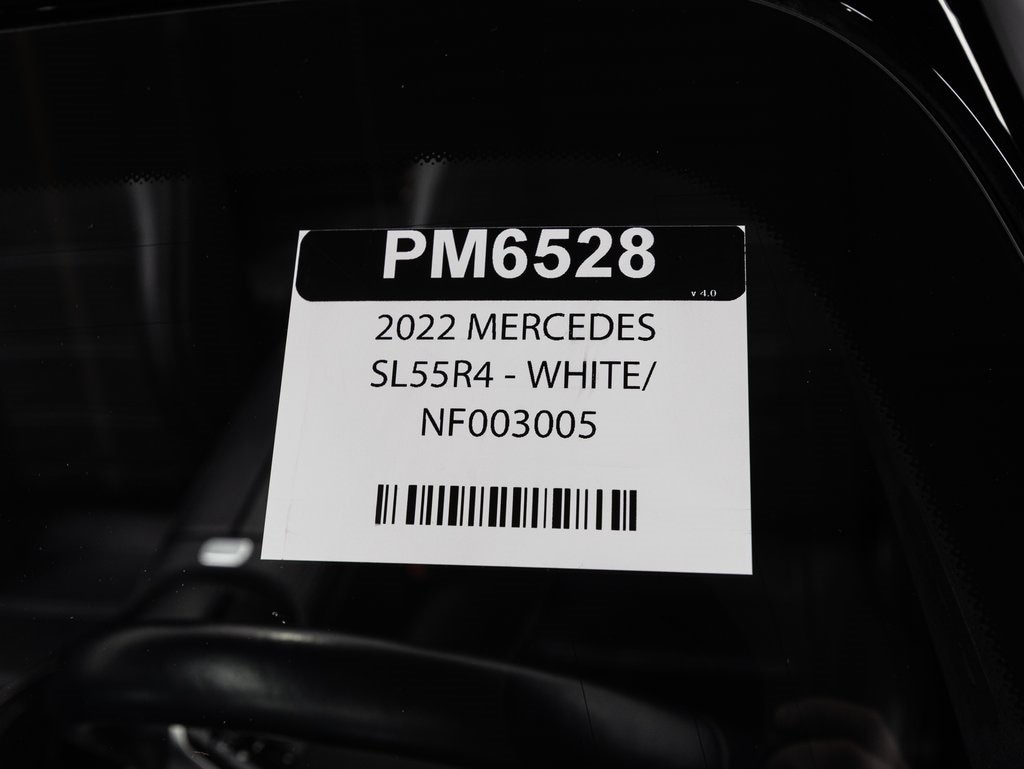 PM6528
v 4.0
2022 MERCEDES
SL55R4 - WHITE/
NF003005